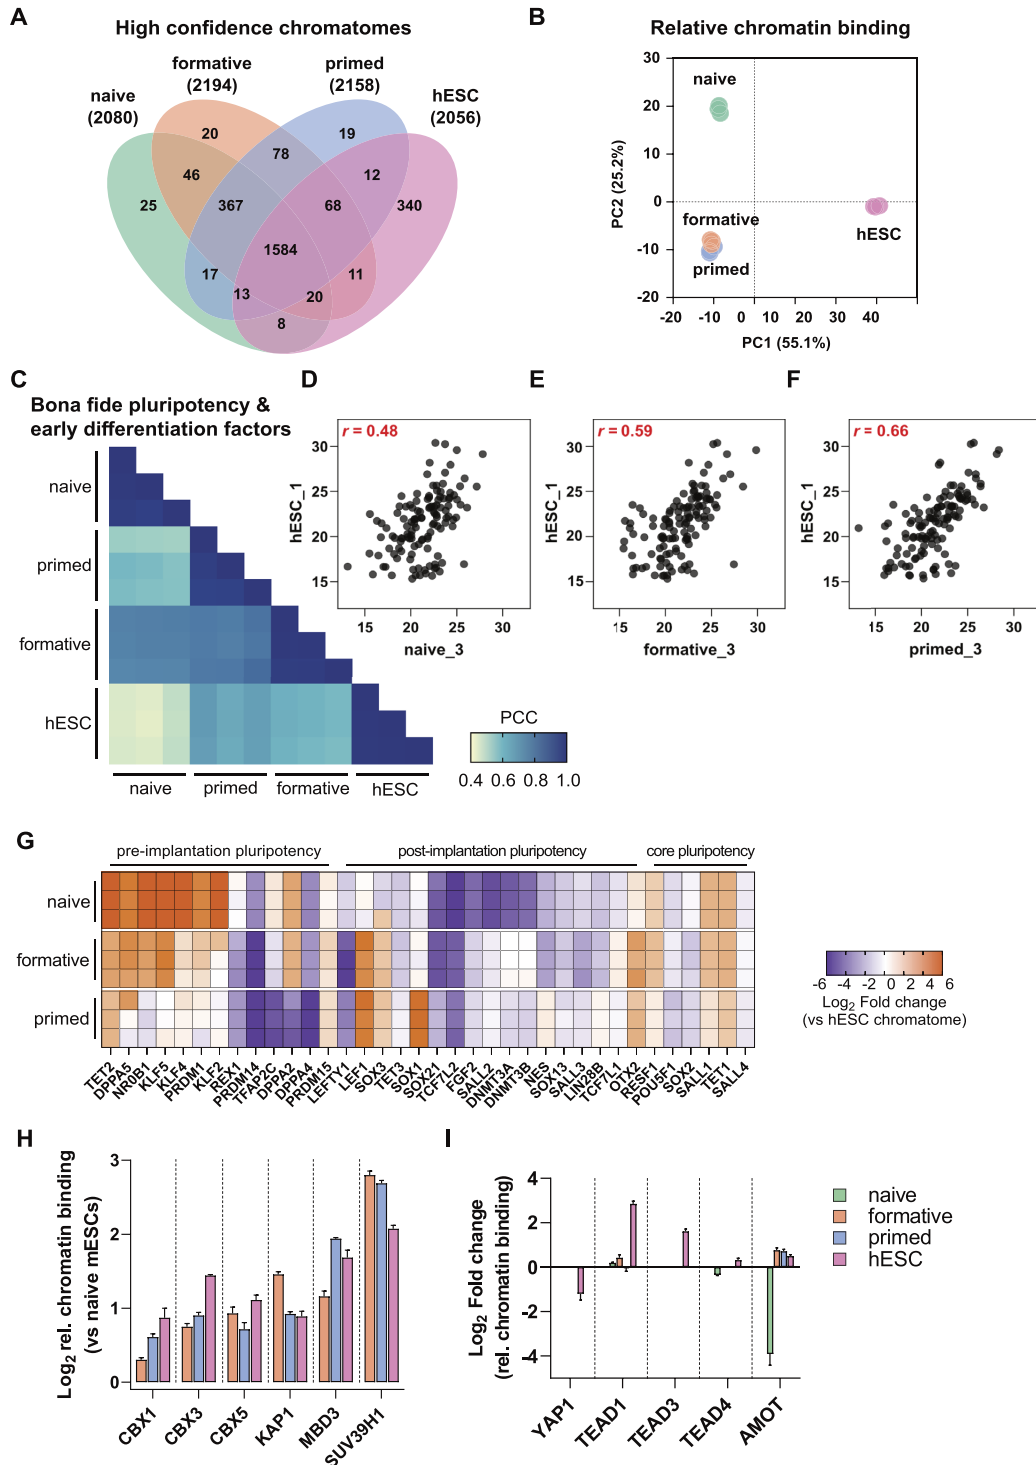 A
High confidence chromatomes
naive
(2080)
formative
(2194)
primed
(2158)
hESC
(2056)
20
19
46
78
12
25
367
68
340
1584
17
13
20
11
8
B
Relative chromatin binding
30
20
10
0
-10
-20
PC2 (25.2%)
naive
formative
primed
hESC
-20 -10 0 10 20 30 40
PC1 (55.1%)
C
Bona fide pluripotency &
early differentiation factors
naive
primed
formative
hESC
naive primed formative hESC
PCC
0.4 0.6 0.8 1.0
D
r = 0.48
hESC_1
30
25
20
15
15 20 25 30
naive_3
E
r = 0.59
hESC_1
30
25
20
15
15 20 25 30
formative_3
F
r = 0.66
hESC_1
30
25
20
15
15 20 25 30
primed_3
G
pre-implantation pluripotency post-implantation pluripotency core pluripotency
naive
formative
primed
TET2 DPPA5 NR0B1 KLF5 KLF4 PRDM1 KLF2 REX1 PRDM14 TFAP2C DPPA2 DPPA4 PRDM15 LEFTY1 LEF1 SOX3 TET3 SOX1 SOX21 TCF7L2 FGF2 SALL2 DNMT3A DNMT3B NES SOX13 SALL3 LIN28B TCF7L1 OTX2 RESF1 POU5F1 SOX2 SALL1 TET1 SALL4
-6 -4 -2 0 2 4 6
Log2 Fold change
(vs hESC chromatome)
H
Log2 rel. chromatin binding
(vs naive mESCs)
3
2
1
0
CBX1 CBX3 CBX5 KAP1 MBD3 SUV39H1
I
Log2 Fold change
(rel. chromatin binding)
4
2
0
-2
-4
YAP1 TEAD1 TEAD3 TEAD4 AMOT
naive
formative
primed
hESC